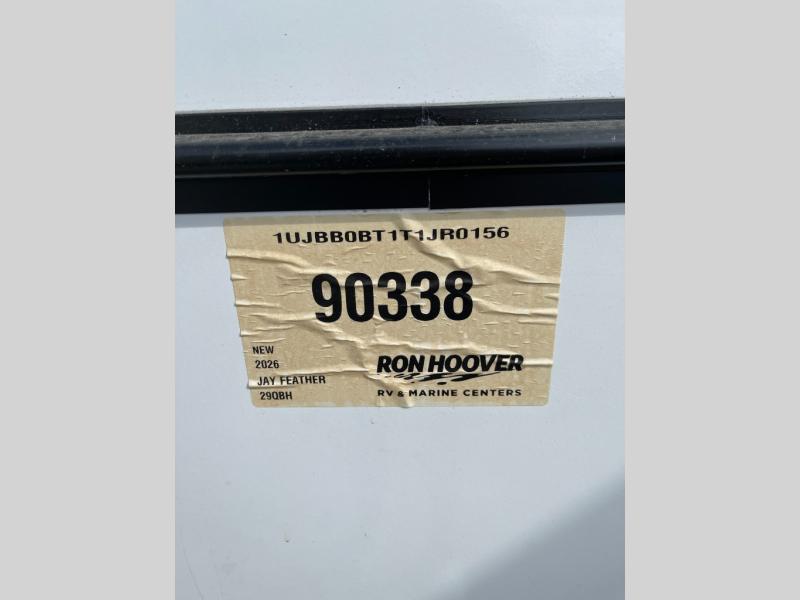 1UJBB0BT1T1JR0156
90338
NEW
2026
JAY FEATHER
29QBH
RON HOOVER
RV & MARINE CENTERS